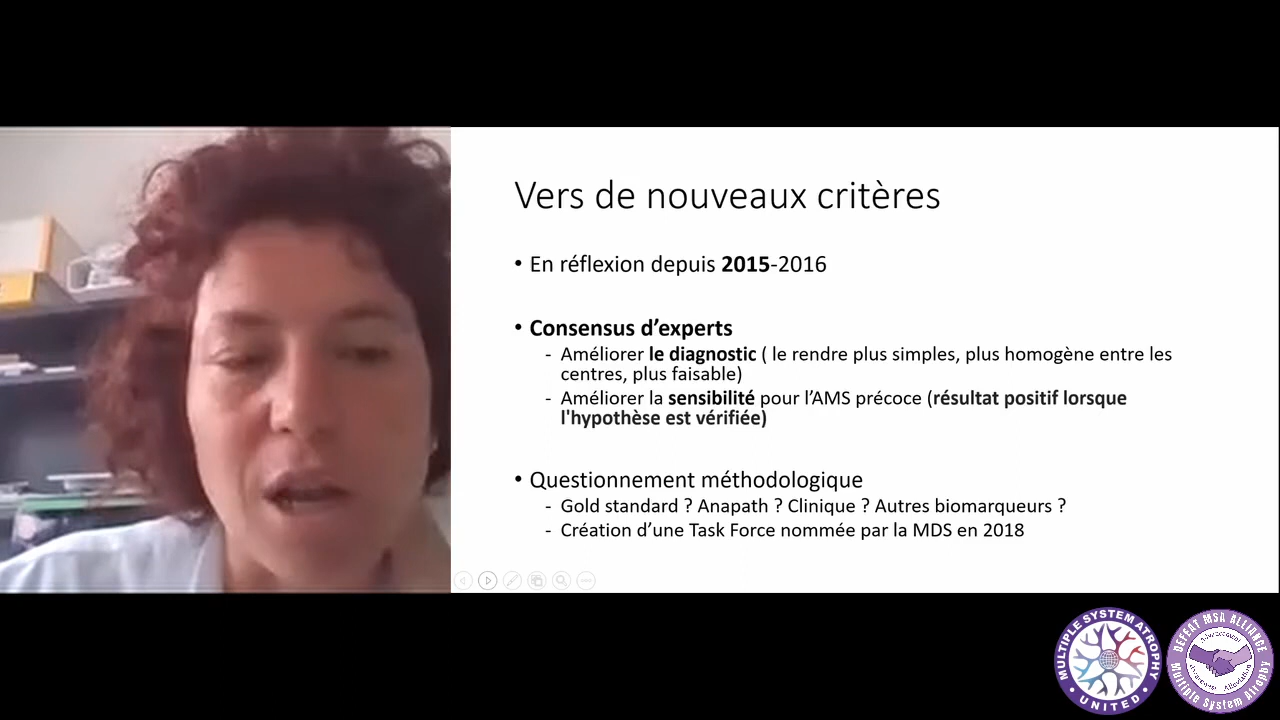 Vers de nouveaux critères
• En réflexion depuis 2015-2016
• Consensus d’experts
- Améliorer le diagnostic ( le rendre plus simples, plus homogène entre les
centres, plus faisable)
- Améliorer la sensibilité pour l’AMS précoce (résultat positif lorsque
l'hypothèse est vérifiée)
• Questionnement méthodologique
- Gold standard ? Anapath ? Clinique ? Autres biomarqueurs ?
- Création d’une Task Force nommée par la MDS en 2018
MULTIPLE SYSTEM ATROPHY
• UNITED •
DEFEAT MSA ALLIANCE
Multiple System Atrophy